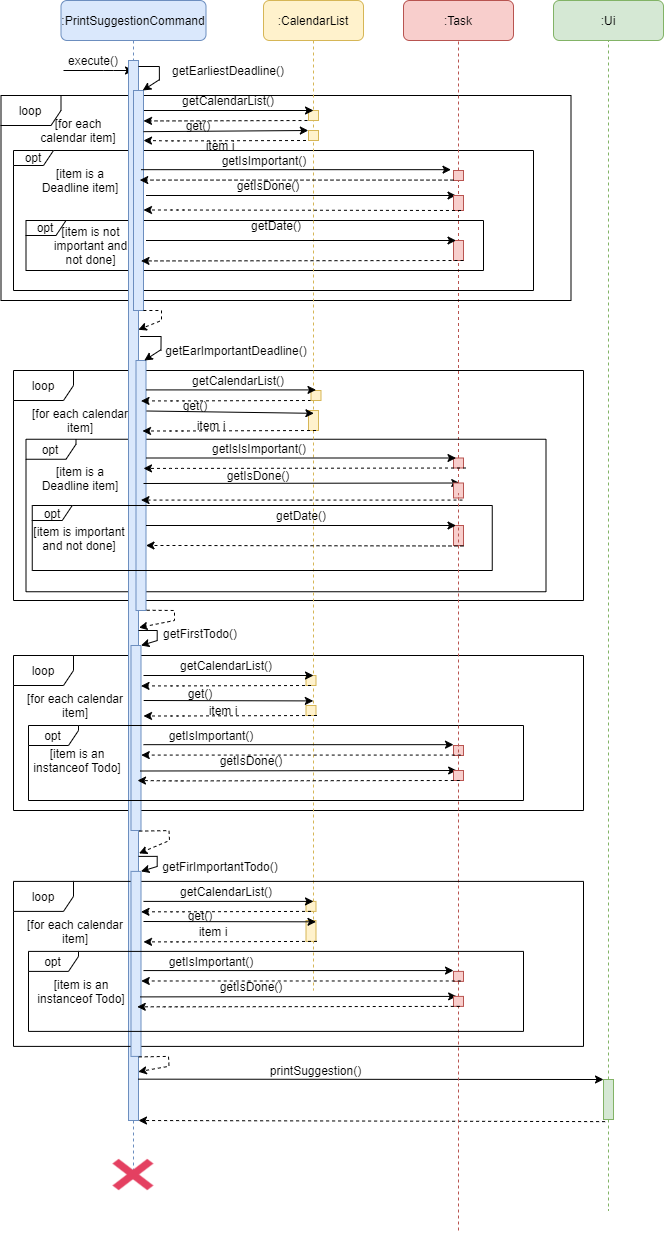 :PrintSuggestionCommand
:CalendarList
:Task
:Ui
execute()
getEarliestDeadline()
loop
[for each
calendar item]
getCalendarList()
get()
item i
opt
[item is a
Deadline item]
getIsImportant()
getIsDone()
opt
[item is not
important and
not done]
getDate()
getEarImportantDeadline()
loop
[for each calendar
item]
getCalendarList()
get()
item i
opt
[item is a
Deadline item]
getIsIsImportant()
getIsDone()
opt
[item is important
and not done]
getDate()
getFirstTodo()
loop
[for each calendar
item]
getCalendarList()
get()
item i
opt
[item is an
instanceof Todo]
getIsImportant()
getIsDone()
getFirImportantTodo()
loop
[for each calendar
item]
getCalendarList()
get()
item i
opt
[item is an
instanceof Todo]
getIsImportant()
getIsDone()
printSuggestion()